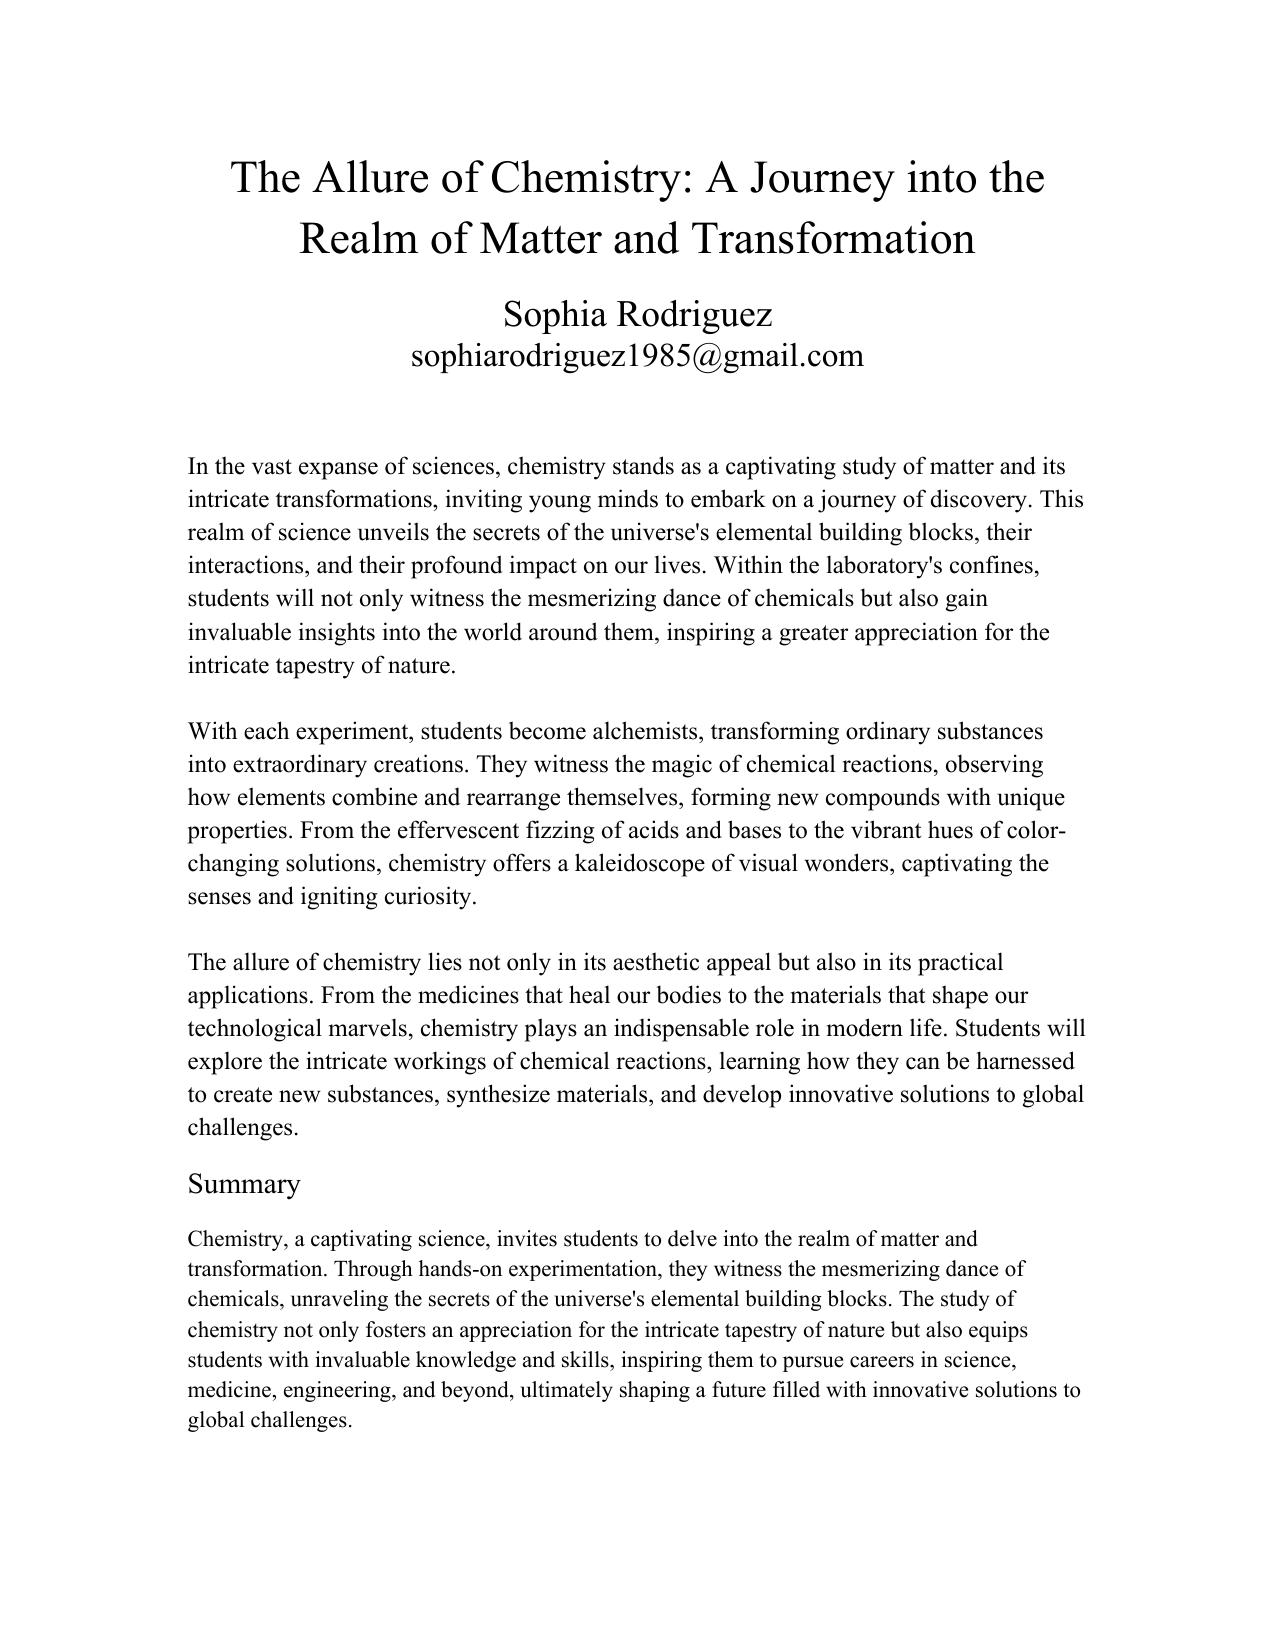 The Allure of Chemistry: A Journey into the
Realm of Matter and Transformation
Sophia Rodriguez
sophiarodriguez1985@gmail.com
In the vast expanse of sciences, chemistry stands as a captivating study of matter and its
intricate transformations, inviting young minds to embark on a journey of discovery. This
realm of science unveils the secrets of the universe's elemental building blocks, their
interactions, and their profound impact on our lives. Within the laboratory's confines,
students will not only witness the mesmerizing dance of chemicals but also gain
invaluable insights into the world around them, inspiring a greater appreciation for the
intricate tapestry of nature.
With each experiment, students become alchemists, transforming ordinary substances
into extraordinary creations. They witness the magic of chemical reactions, observing
how elements combine and rearrange themselves, forming new compounds with unique
properties. From the effervescent fizzing of acids and bases to the vibrant hues of color-
changing solutions, chemistry offers a kaleidoscope of visual wonders, captivating the
senses and igniting curiosity.
The allure of chemistry lies not only in its aesthetic appeal but also in its practical
applications. From the medicines that heal our bodies to the materials that shape our
technological marvels, chemistry plays an indispensable role in modern life. Students will
explore the intricate workings of chemical reactions, learning how they can be harnessed
to create new substances, synthesize materials, and develop innovative solutions to global
challenges.
Summary
Chemistry, a captivating science, invites students to delve into the realm of matter and
transformation. Through hands-on experimentation, they witness the mesmerizing dance of
chemicals, unraveling the secrets of the universe's elemental building blocks. The study of
chemistry not only fosters an appreciation for the intricate tapestry of nature but also equips
students with invaluable knowledge and skills, inspiring them to pursue careers in science,
medicine, engineering, and beyond, ultimately shaping a future filled with innovative solutions to
global challenges.